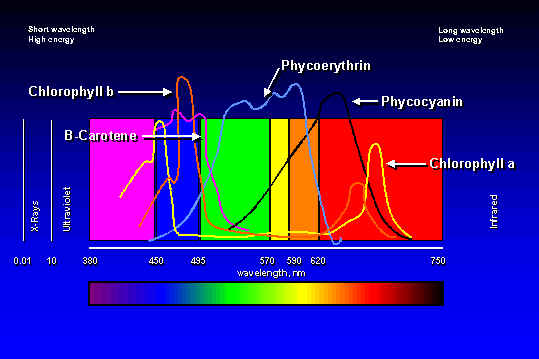 Short wavelength
High energy
Long wavelength
Low energy
Phycoerythrin
Chlorophyll b
Phycocyanin
B-Carotene
Chlorophyll a
X-Rays
Ultraviolet
Infrared
0.01 10 380 450 495 570 590 620 750
wavelength, nm